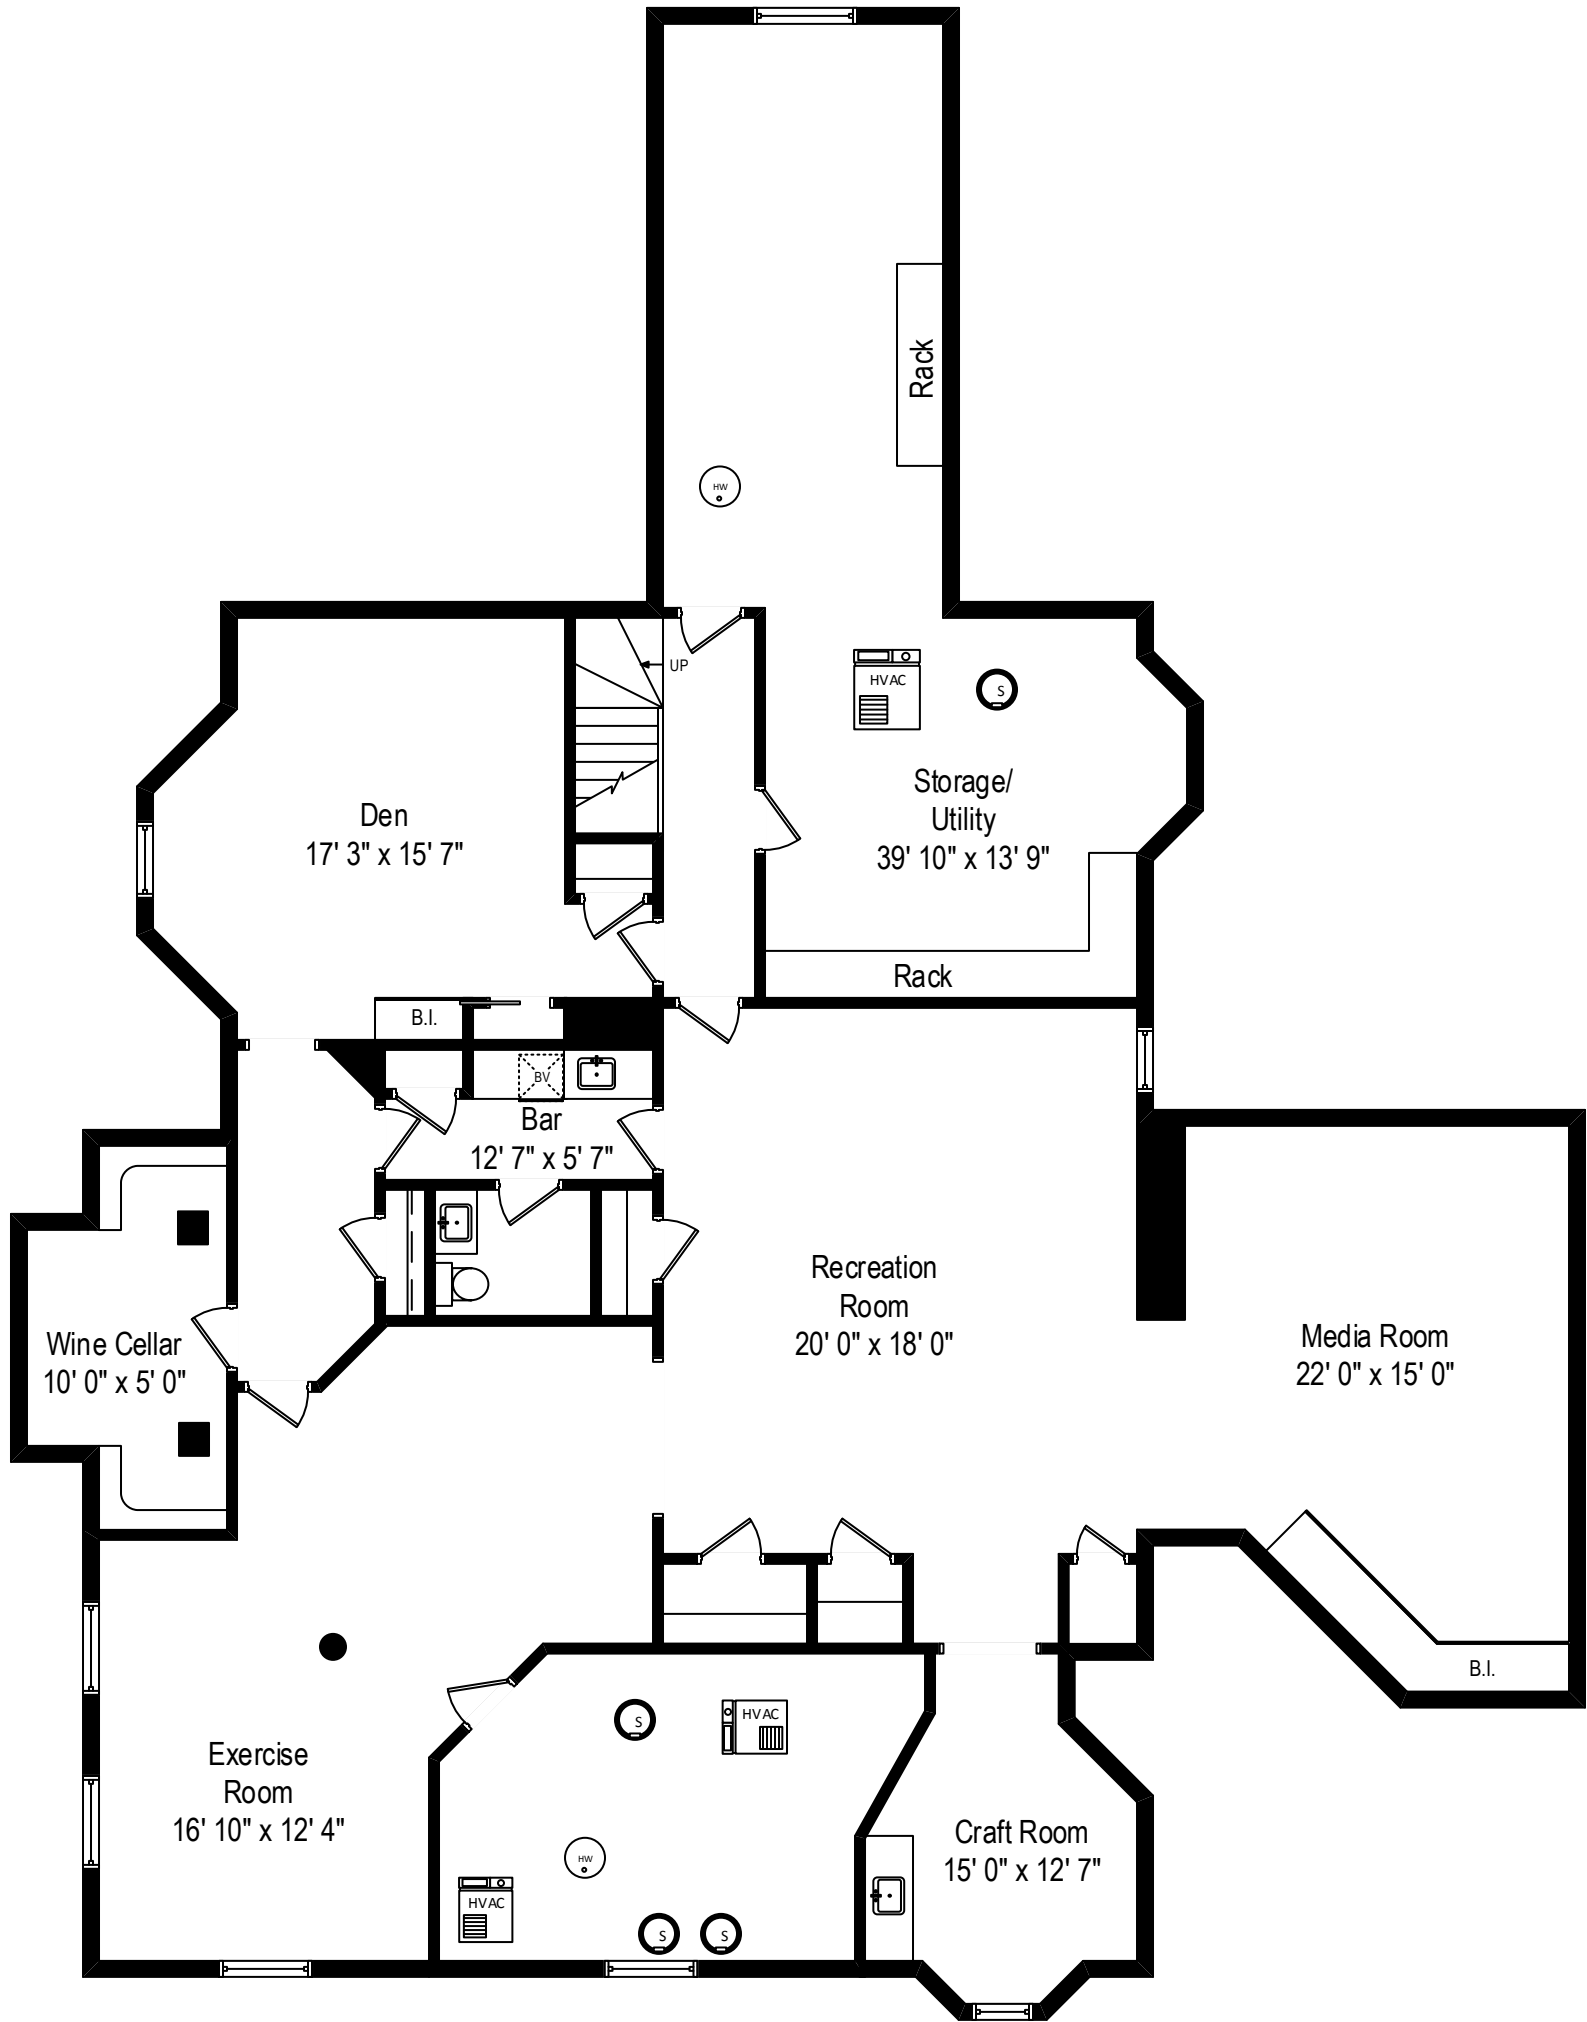 Rack
HW
UP
HVAC
S
Storage/
Utility
39' 10" x 13' 9"
Den
17' 3" x 15' 7"
Rack
B.I.
BV
Bar
12' 7" x 5' 7"
Recreation
Room
20' 0" x 18' 0"
Wine Cellar
10' 0" x 5' 0"
Media Room
22' 0" x 15' 0"
B.I.
S
HVAC
Exercise
Room
16' 10" x 12' 4"
Craft Room
15' 0" x 12' 7"
HW
HVAC
S
S